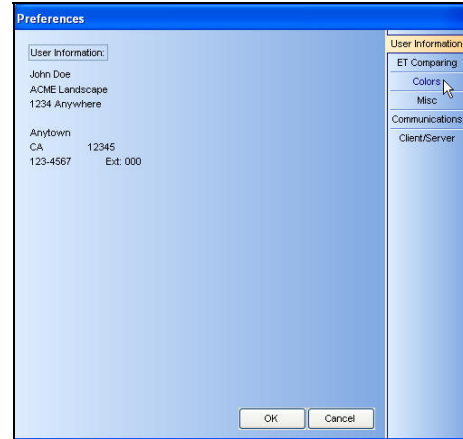 Preferences
User Information:
John Doe
ACME Landscape
1234 Anywhere
Anytown
CA 12345
123-4567 Ext: 000
User Information
ET Comparing
Colors
Misc
Communications
Client/Server
OK Cancel